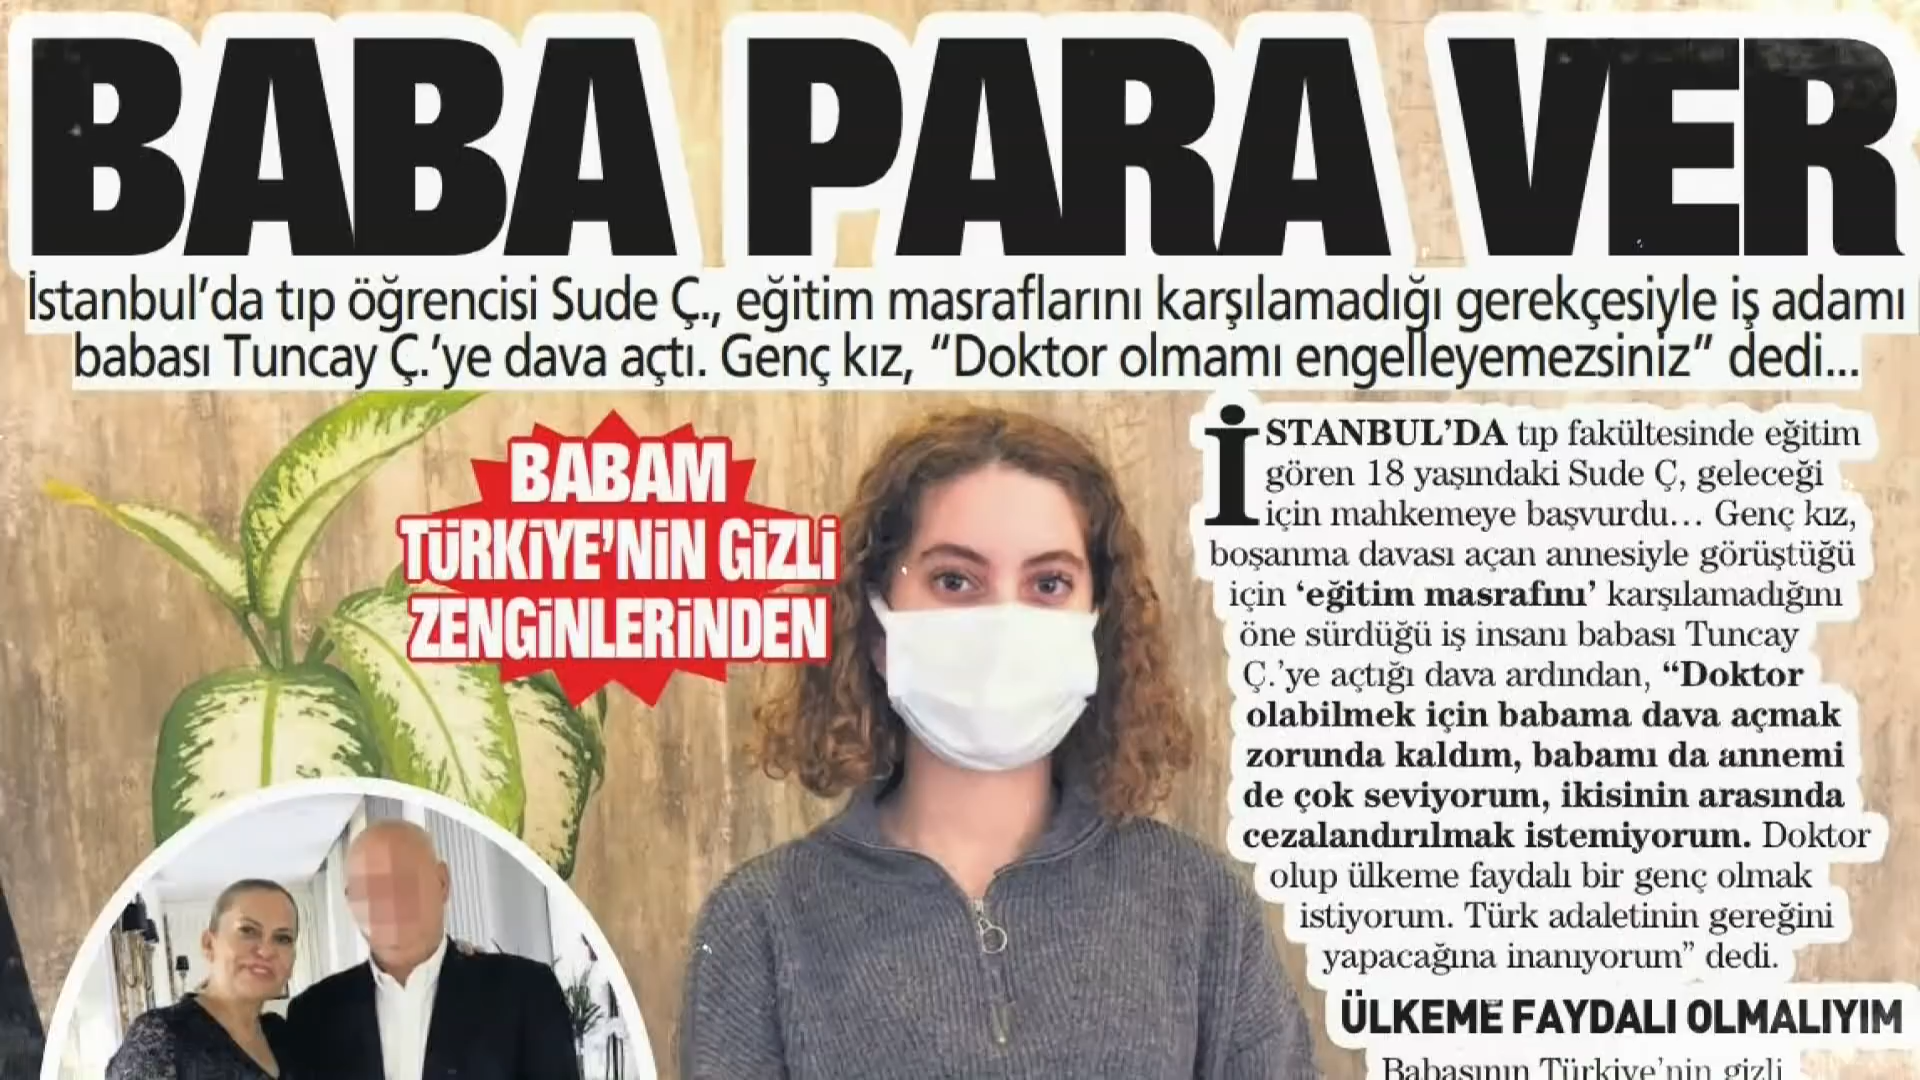 BABA PARA VER
İstanbul’da tıp öğrencisi Sude Ç., eğitim masraflarını karşılamadığı gerekçesiyle iş adamı
babası Tuncay Ç.’ye dava açtı. Genç kız, “Doktor olmamı engelleyemezsiniz” dedi...
BABAM
TÜRKİYE’NİN GİZLİ
ZENGİNLERİNDEN
İSTANBUL’DA tıp fakültesinde eğitim
gören 18 yaşındaki Sude Ç, geleceği
için mahkemeye başvurdu... Genç kız,
boşanma davası açan annesiyle görüştüğü
için ‘eğitim masrafını’ karşılamadığını
öne sürdüğü iş insanı babası Tuncay
Ç.’ye açtığı dava ardından, “Doktor
olabilmek için babama dava açmak
zorunda kaldım, babamı da annemi
de çok seviyorum, ikisinin arasında
cezalandırılmak istemiyorum. Doktor
olup ülkeme faydalı bir genç olmak
istiyorum. Türk adaletinin gereğini
yapacağına inanıyorum” dedi.
ÜLKEME FAYDALI OLMALIYIM
Babasının Türkiye’nin gizli